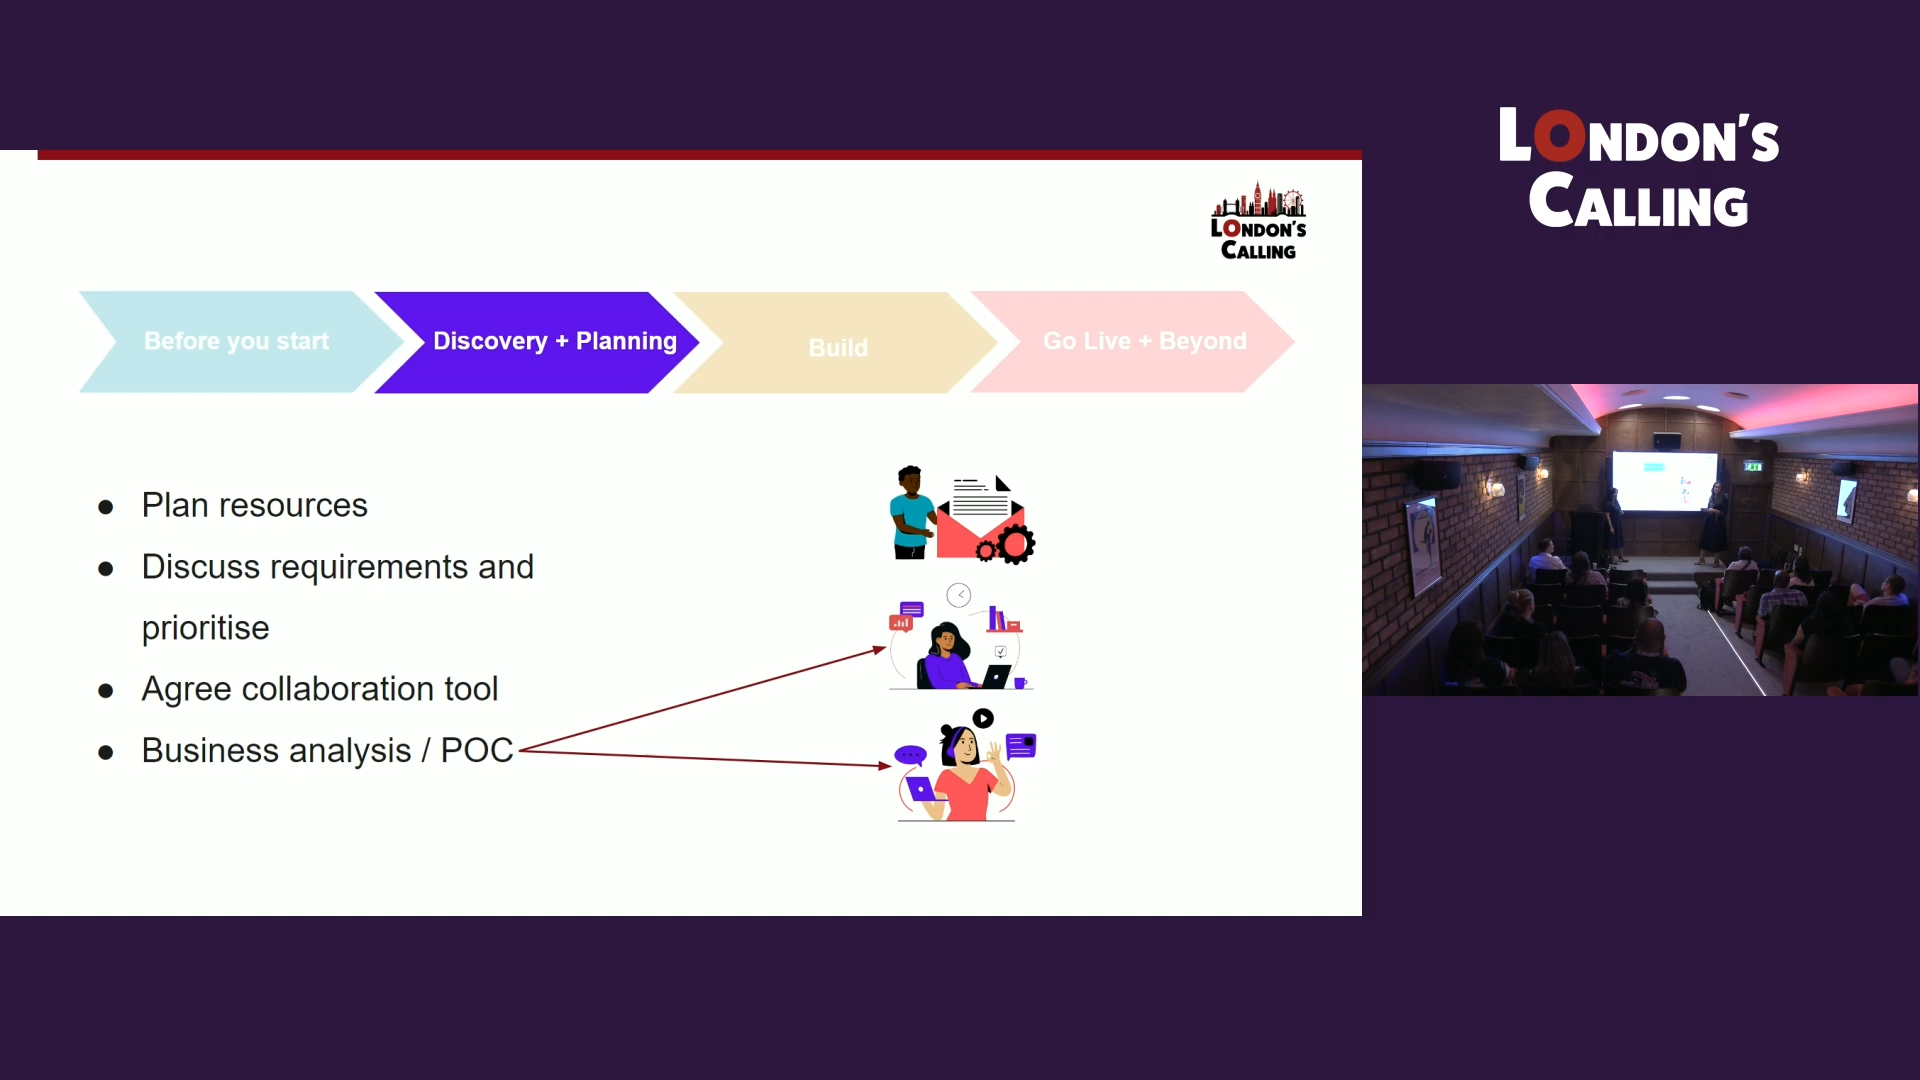 LONDON'S
CALLING
LONDON'S
CALLING
Before you start
Discovery + Planning
Build
Go Live + Beyond
● Plan resources
● Discuss requirements and
prioritise
● Agree collaboration tool
● Business analysis / POC